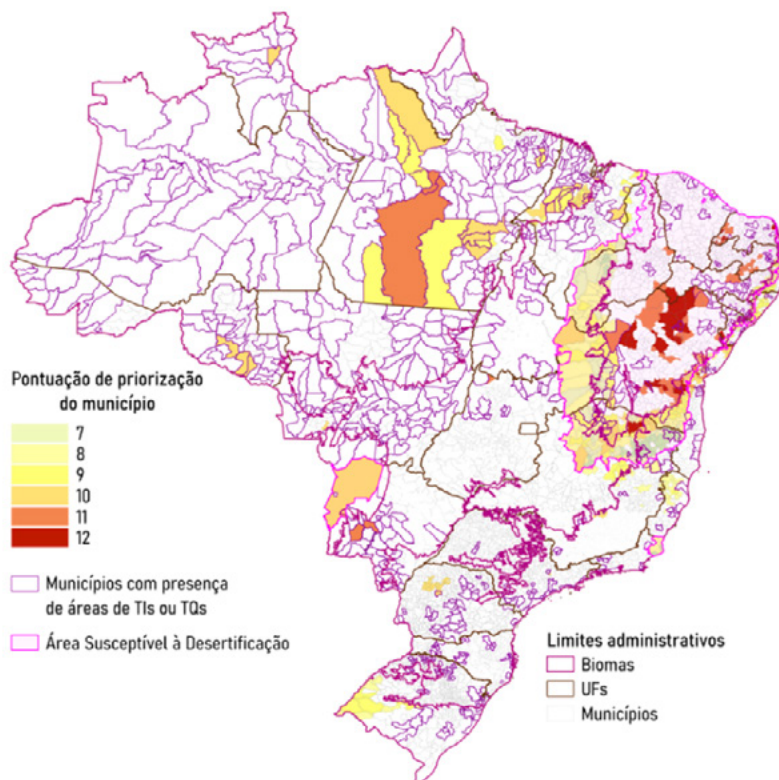 Pontuação de priorização
do município
7
8
9
10
11
12
Municípios com presença
de áreas de TIs ou TQs
Área Susceptível à Desertificação
Limites administrativos
Biomas
UFs
Municípios